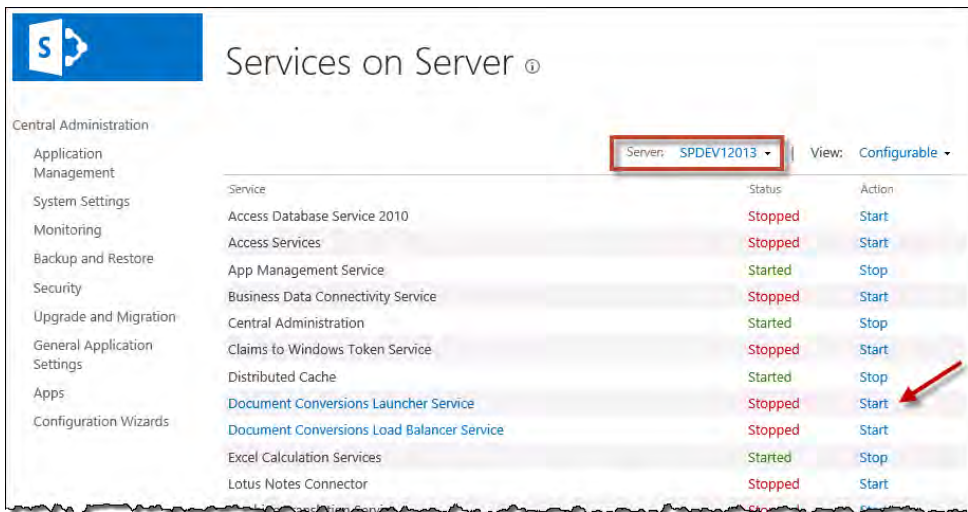 S
Services on Server
Central Administration
Application
Management
System Settings
Monitoring
Backup and Restore
Security
Upgrade and Migration
General Application
Settings
Apps
Configuration Wizards
Server: SPDEV12013 | View: Configurable
Service Status Action
Access Database Service 2010 Stopped Start
Access Services Stopped Start
App Management Service Started Stop
Business Data Connectivity Service Stopped Start
Central Administration Started Stop
Claims to Windows Token Service Stopped Start
Distributed Cache Started Stop
Document Conversions Launcher Service Stopped Start
Document Conversions Load Balancer Service Stopped Start
Excel Calculation Services Started Stop
Lotus Notes Connector Stopped Start